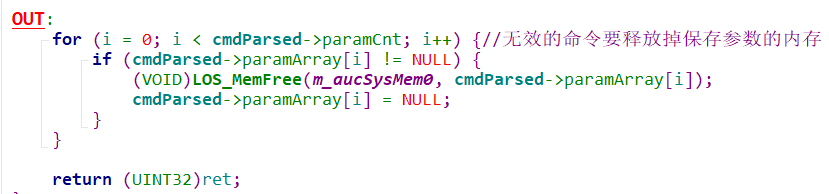 OUT:
for (i = 0; i < cmdParsed->paramCnt; i++) {//无效的命令要释放掉保存参数的内存
if (cmdParsed->paramArray[i] != NULL) {
(VOID)LOS_MemFree(m_aucSysMem0, cmdParsed->paramArray[i]);
cmdParsed->paramArray[i] = NULL;
}
}
return (UINT32)ret;